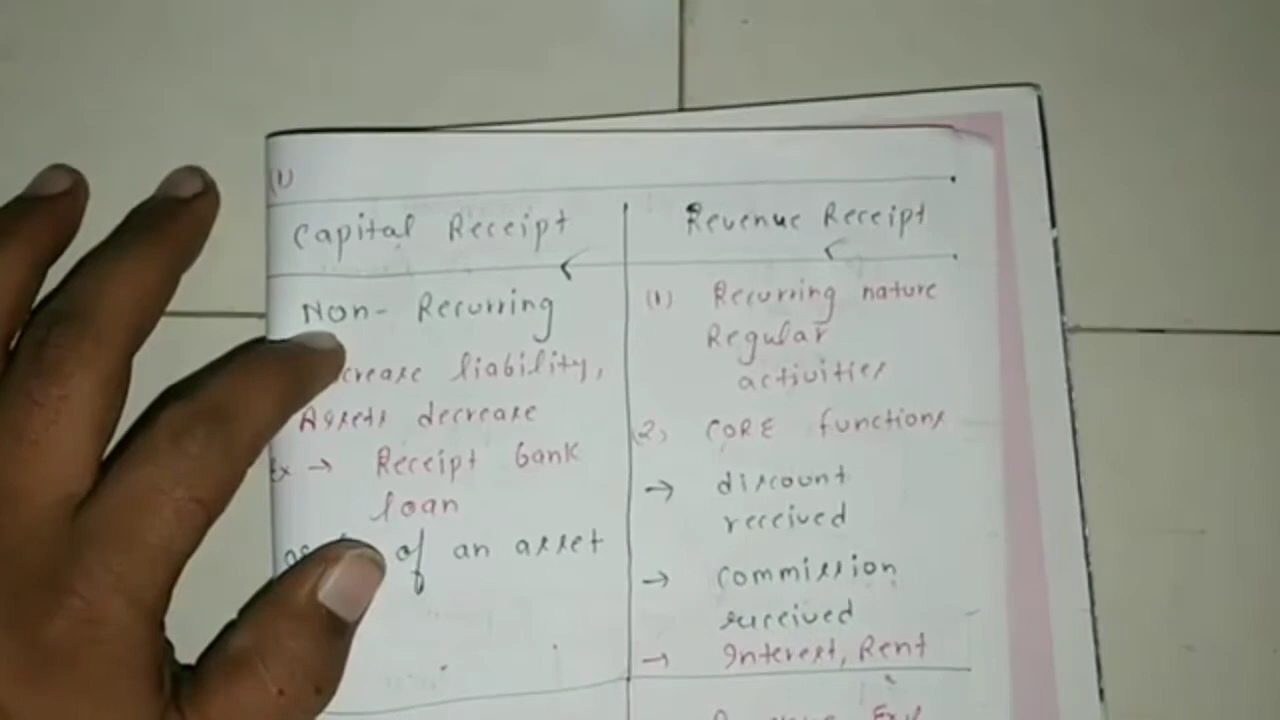 (1)
Capital Receipt
Non- Recurring
liability,
Assets decrease
Ex → Receipt bank
loan
of an asset
Revenue Receipt
(1) Recurring nature
Regular
activities
2, CORE functions
→ discount
received
→ commission
received
→ Interest, Rent